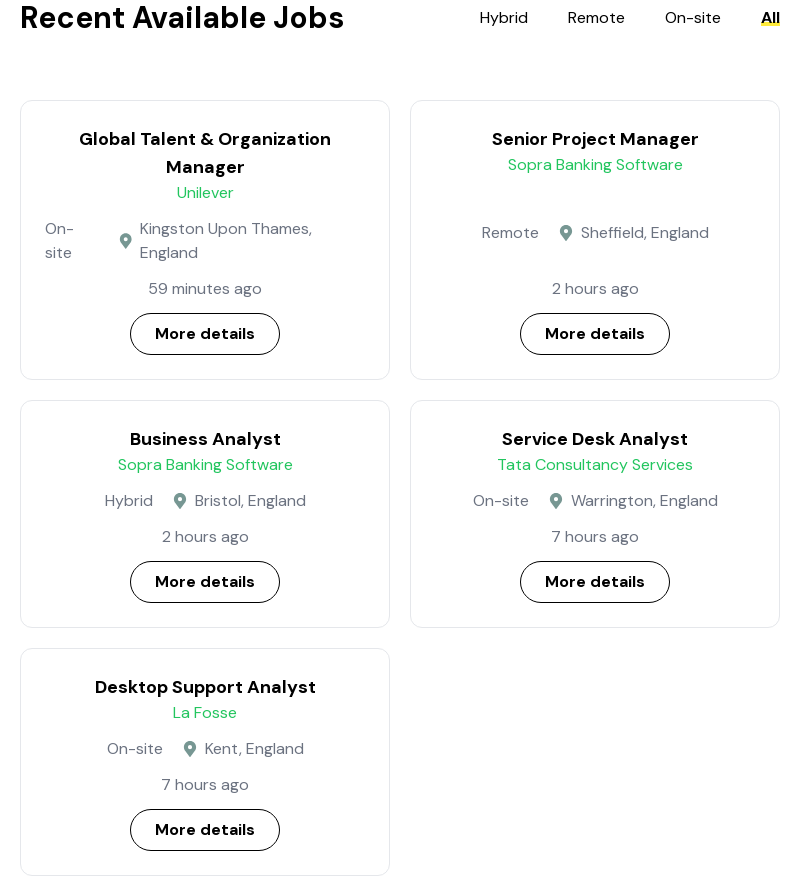 Recent Available Jobs
Hybrid
Remote
On-site
All
Global Talent & Organization
Manager
Unilever
On-
site
Kingston Upon Thames,
England
59 minutes ago
More details
Senior Project Manager
Sopra Banking Software
Remote
Sheffield, England
2 hours ago
More details
Business Analyst
Sopra Banking Software
Hybrid
Bristol, England
2 hours ago
More details
Service Desk Analyst
Tata Consultancy Services
On-site
Warrington, England
7 hours ago
More details
Desktop Support Analyst
La Fosse
On-site
Kent, England
7 hours ago
More details